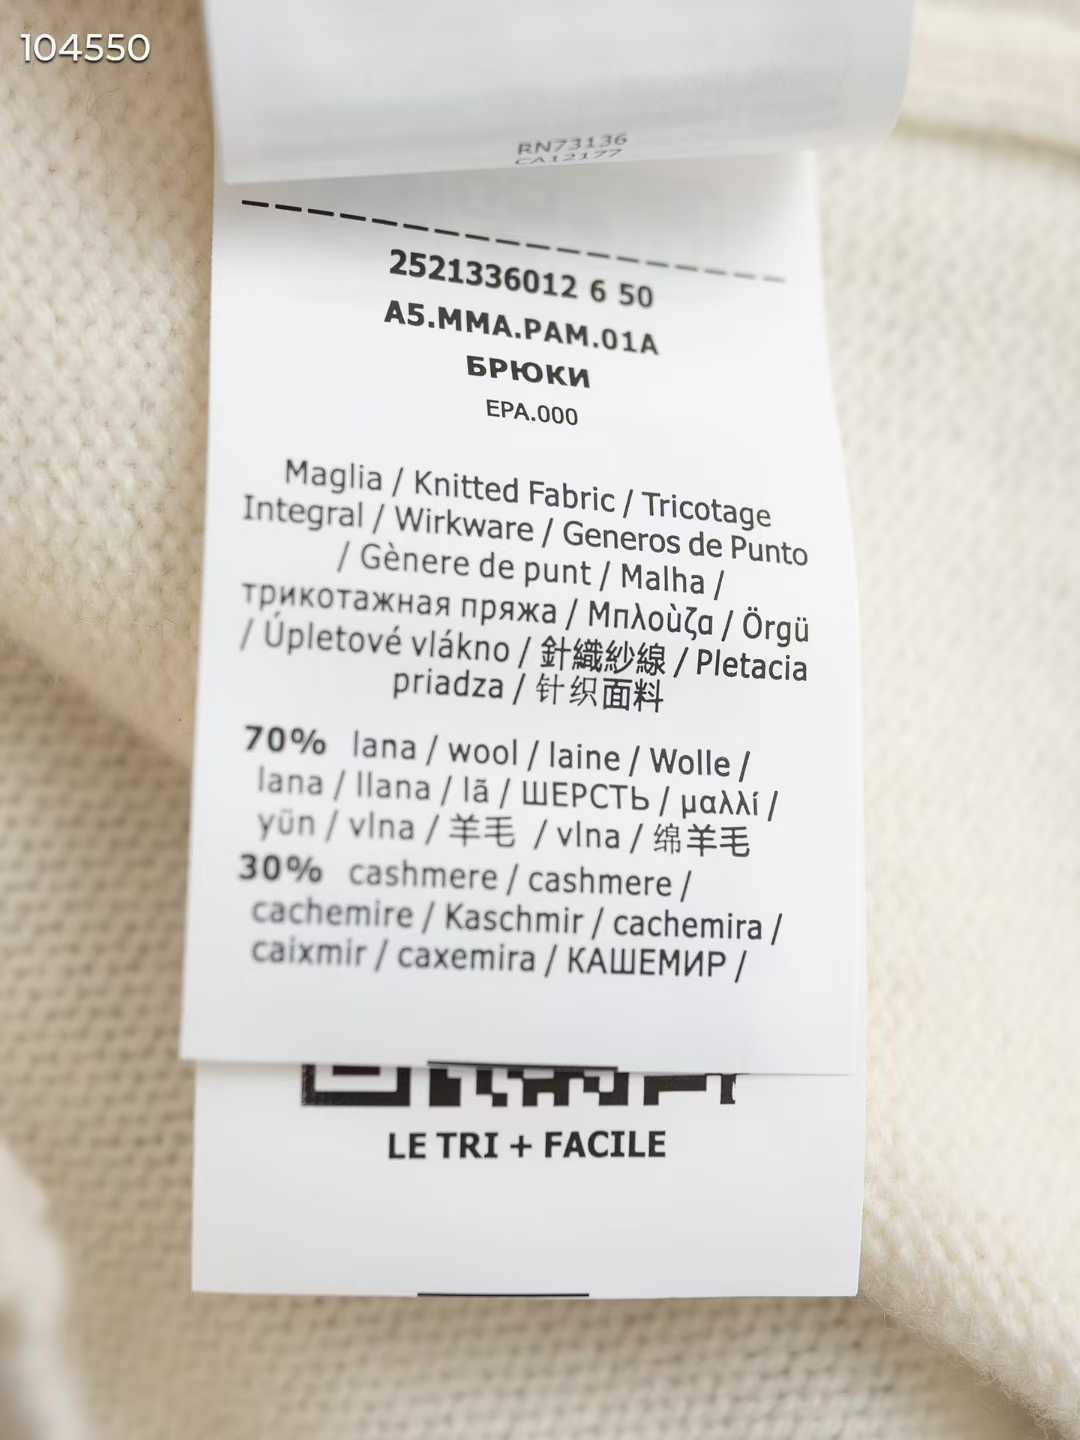 104550
RN73136
CA12177
2521336012 6 50
A5.MMA.PAM.01A
БРЮКИ
EPA.000
Maglia / Knitted Fabric / Tricotage
Integral / Wirkware / Generos de Punto
/ Gènere de punt / Malha /
трикотажная пряжа / Μπλοὺζα / Örgü
/ Úpletové vlákno / 針織紗線 / Pletacia
priadza / 针织面料
70% lana / wool / laine / Wolle /
lana / llana / lã / ШЕРСТЬ / μαλλί /
yün / vlna / 羊毛 / vlna / 绵羊毛
30% cashmere / cashmere /
cachemire / Kaschmir / cachemira /
caixmir / caxemira / КАШЕМИР /
LE TRI + FACILE